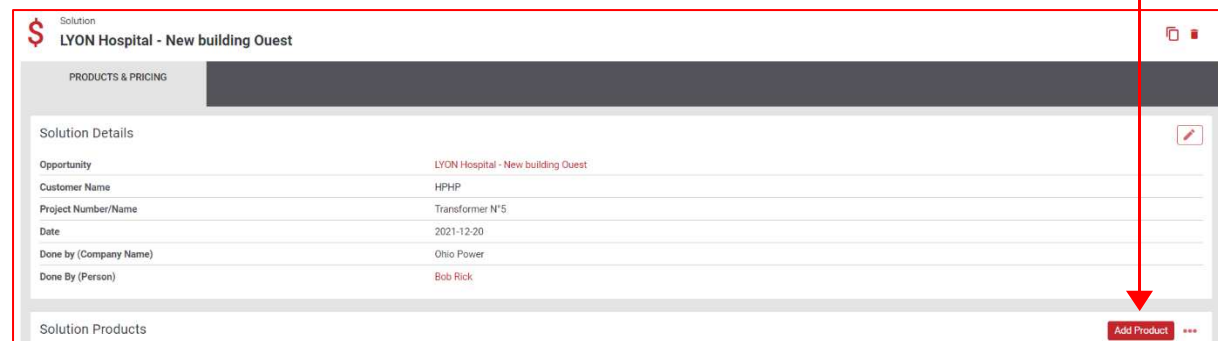 Solution
LYON Hospital - New building Ouest
PRODUCTS & PRICING
Solution Details
Opportunity LYON Hospital - New building Ouest
Customer Name HPHP
Project Number/Name Transformer N°5
Date 2021-12-20
Done by (Company Name) Ohio Power
Done By (Person) Bob Rick
Solution Products Add Product